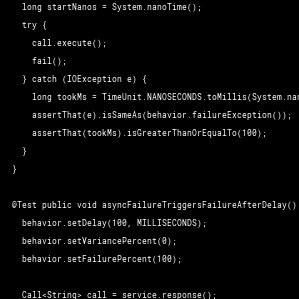 long startNanos = System.nanoTime();
try {
call.execute();
fail();
} catch (IOException e) {
long tookMs = TimeUnit.NANOSECONDS.toMillis(System.nan
assertThat(e).isSameAs(behavior.failureException());
assertThat(tookMs).isGreaterThanOrEqualTo(100);
}
}
@Test public void asyncFailureTriggersFailureAfterDelay()
behavior.setDelay(100, MILLISECONDS);
behavior.setVariancePercent(0);
behavior.setFailurePercent(100);
Call<String> call = service.response();